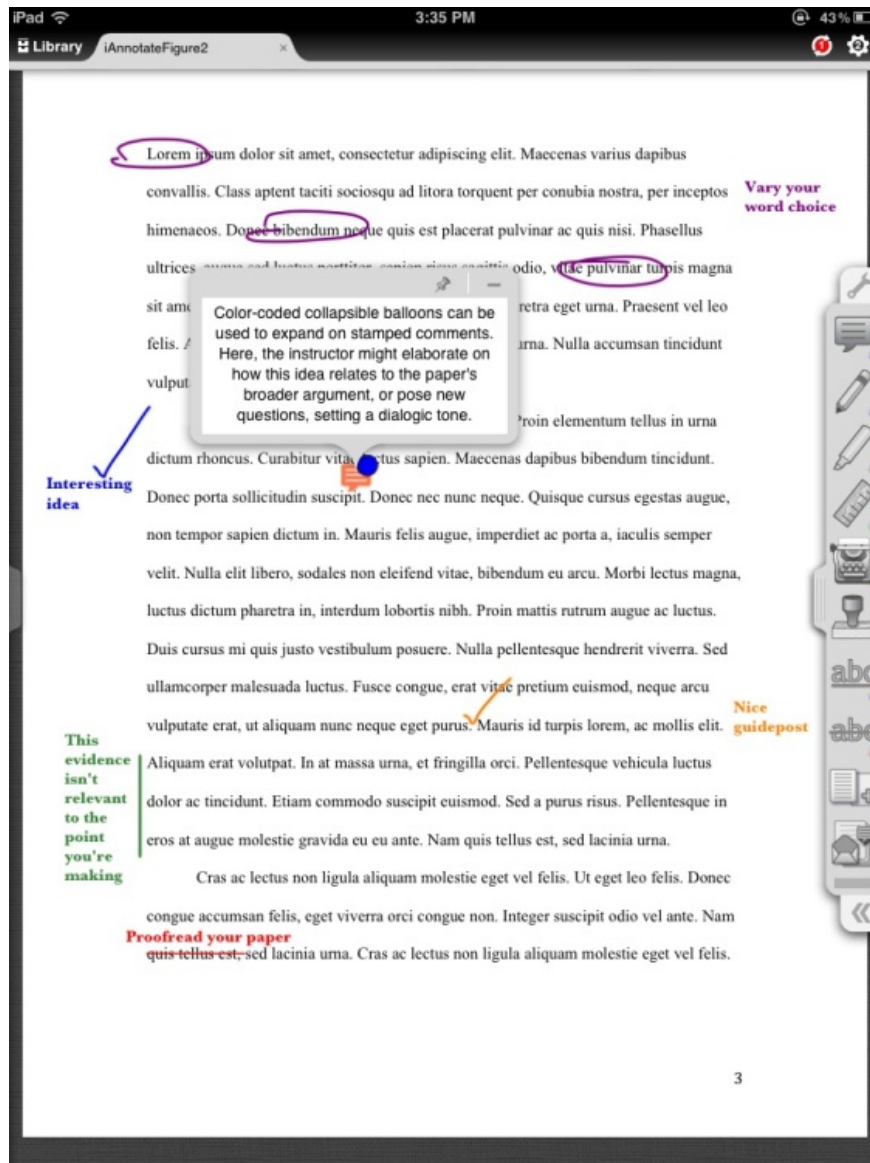 iPad 3:35 PM 43%
Library iAnnotateFigure2 × 1 2
Lorem ipsum dolor sit amet, consectetur adipiscing elit. Maecenas varius dapibus
convallis. Class aptent taciti sociosqu ad litora torquent per conubia nostra, per inceptos
Vary your
word choice
himenaeos. Donec bibendum neque quis est placerat pulvinar ac quis nisi. Phasellus
ultrices augue sed luctus porttitor, sapien risus sagittis odio, vitae pulvinar turpis magna
sit ame retra eget urna. Praesent vel leo
felis. A urna. Nulla accumsan tincidunt
vulput
Color-coded collapsible balloons can be
used to expand on stamped comments.
Here, the instructor might elaborate on
how this idea relates to the paper's
broader argument, or pose new
questions, setting a dialogic tone.
Proin elementum tellus in urna
dictum rhoncus. Curabitur vitae lectus sapien. Maecenas dapibus bibendum tincidunt.
Interesting
idea
Donec porta sollicitudin suscipit. Donec nec nunc neque. Quisque cursus egestas augue,
non tempor sapien dictum in. Mauris felis augue, imperdiet ac porta a, iaculis semper
velit. Nulla elit libero, sodales non eleifend vitae, bibendum eu arcu. Morbi lectus magna,
luctus dictum pharetra in, interdum lobortis nibh. Proin mattis rutrum augue ac luctus.
Duis cursus mi quis justo vestibulum posuere. Nulla pellentesque hendrerit viverra. Sed
ullamcorper malesuada luctus. Fusce congue, erat vitae pretium euismod, neque arcu
vulputate erat, ut aliquam nunc neque eget purus. Mauris id turpis lorem, ac mollis elit.
Nice
guidepost
This
evidence
isn't
relevant
to the
point
you're
making
Aliquam erat volutpat. In at massa urna, et fringilla orci. Pellentesque vehicula luctus
dolor ac tincidunt. Etiam commodo suscipit euismod. Sed a purus risus. Pellentesque in
eros at augue molestie gravida eu eu ante. Nam quis tellus est, sed lacinia urna.
Cras ac lectus non ligula aliquam molestie eget vel felis. Ut eget leo felis. Donec
congue accumsan felis, eget viverra orci congue non. Integer suscipit odio vel ante. Nam
Proofread your paper
quis tellus est, sed lacinia urna. Cras ac lectus non ligula aliquam molestie eget vel felis.
3
abc
abc